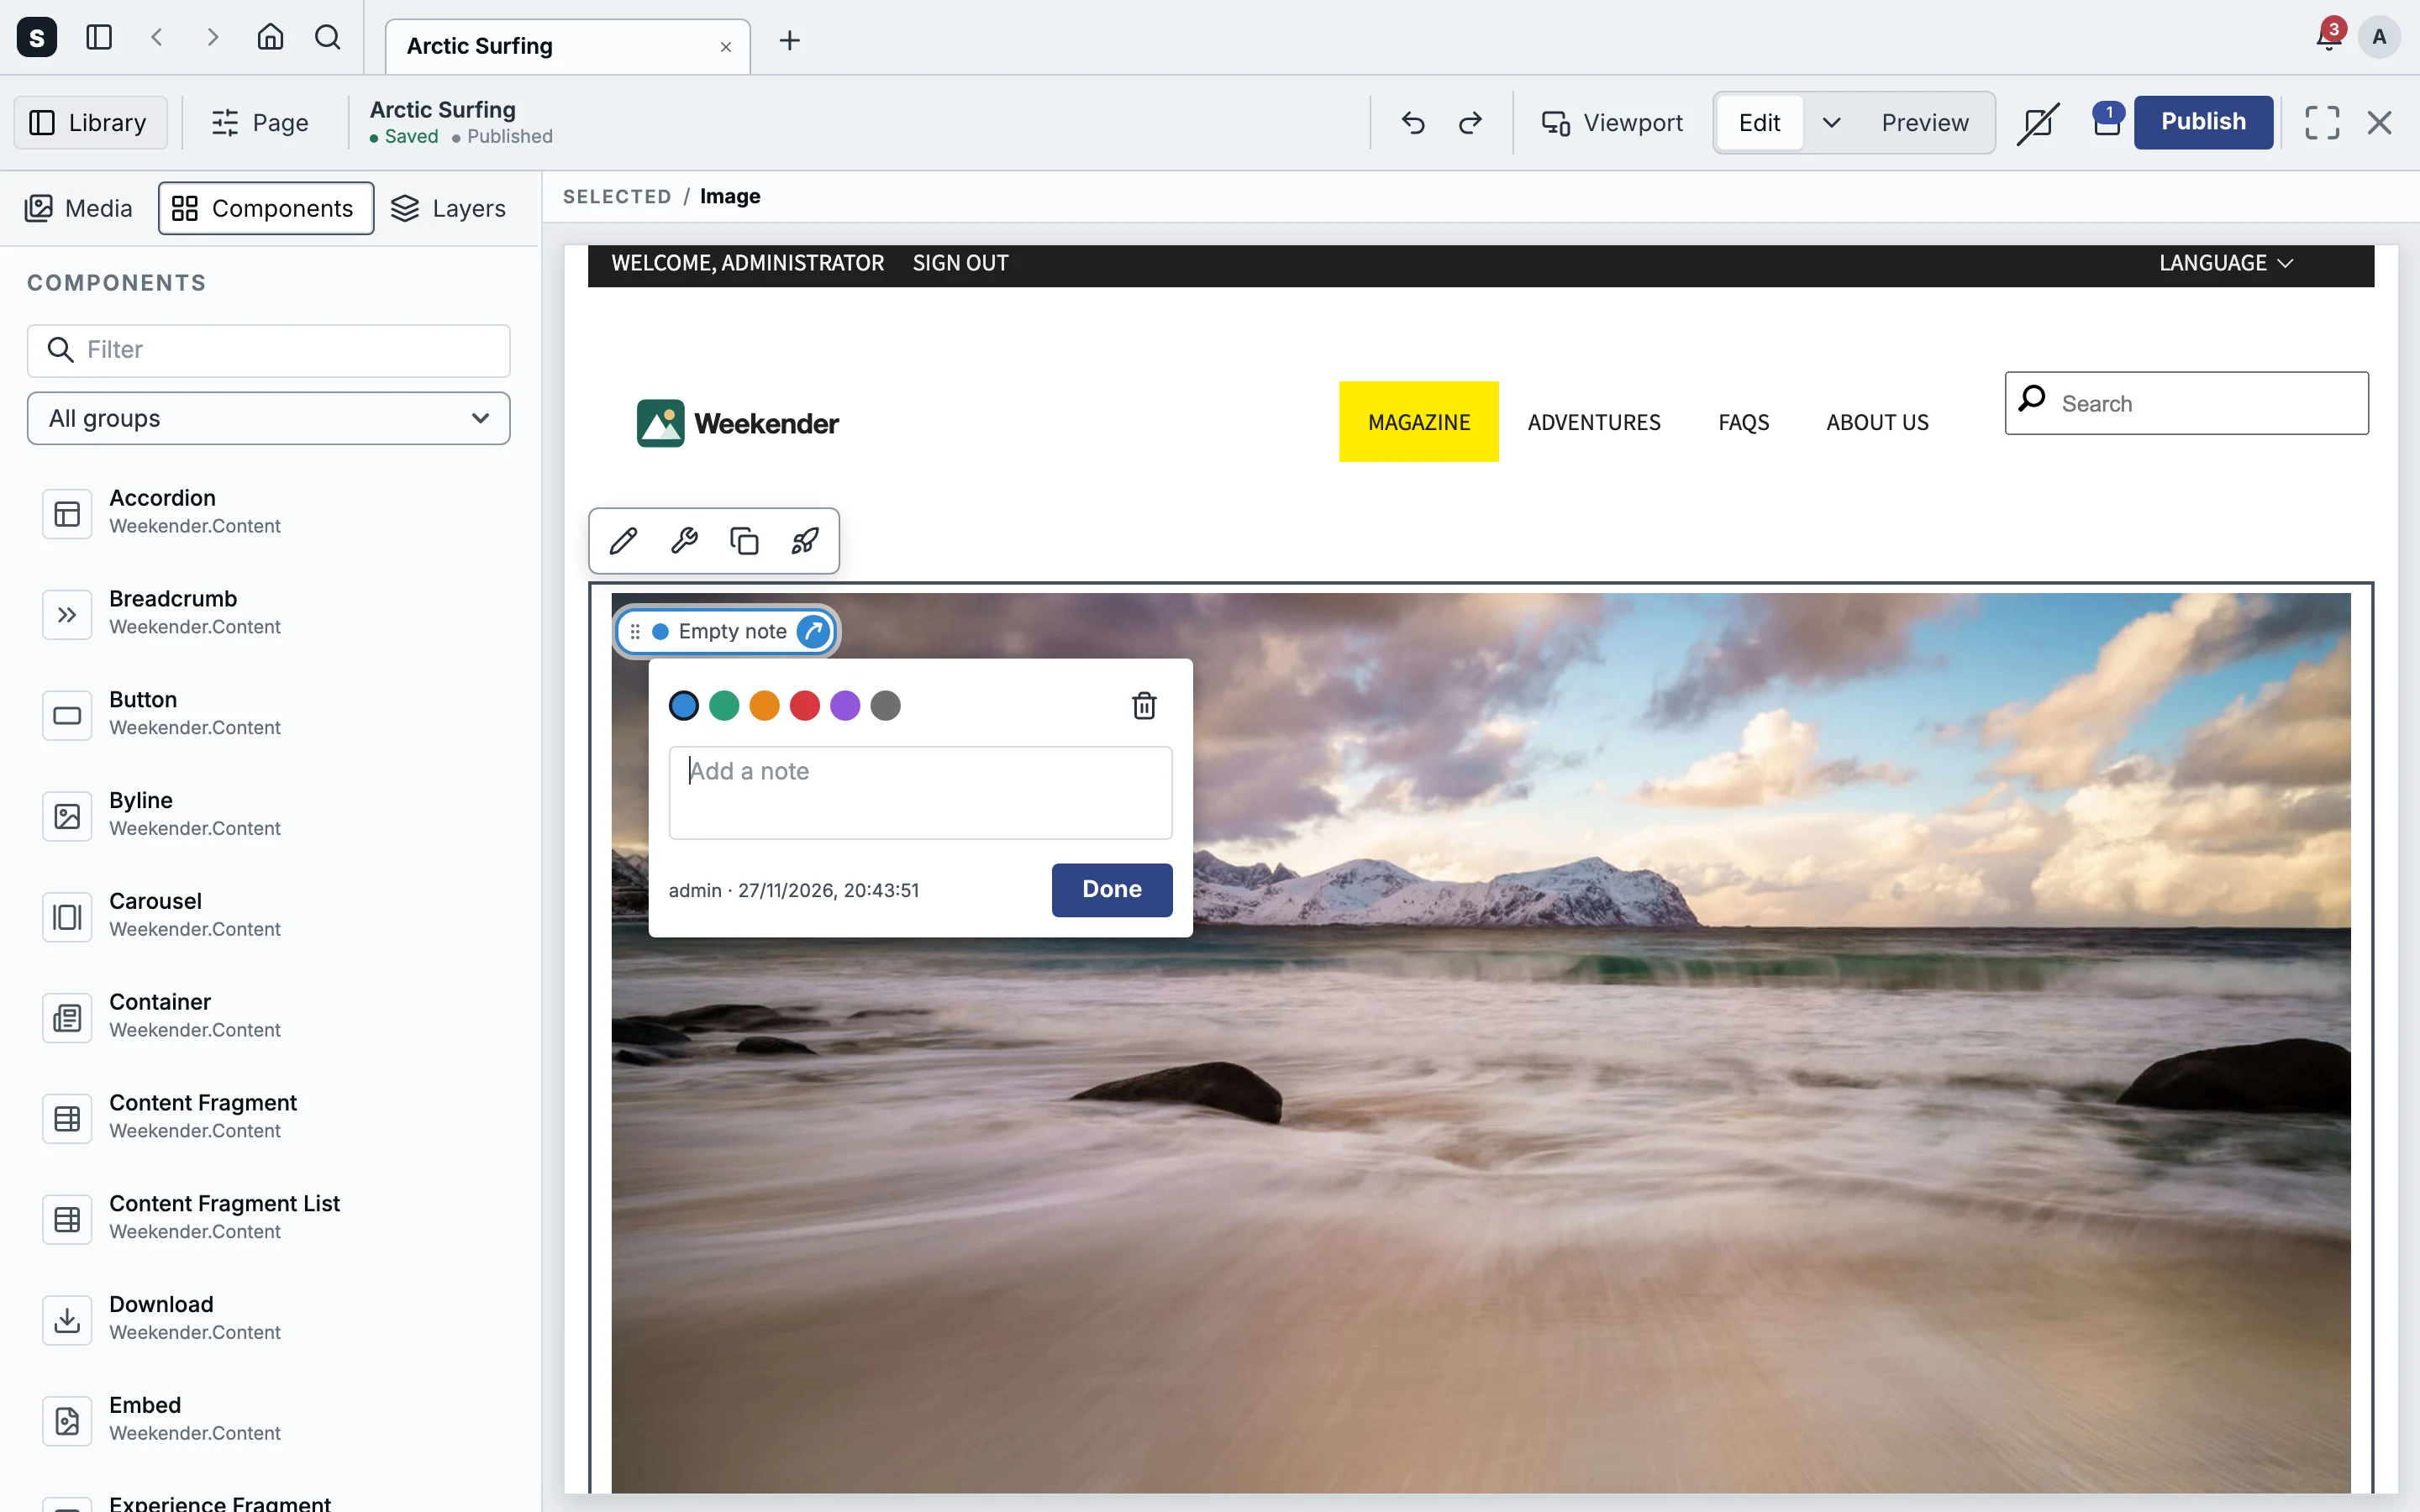 S
Arctic Surfing
3
A
Library
Page
Arctic Surfing
Saved
Published
Viewport
Edit
Preview
1
Publish
Media
Components
Layers
SELECTED / Image
COMPONENTS
Filter
All groups
Accordion
Weekender.Content
Breadcrumb
Weekender.Content
Button
Weekender.Content
Byline
Weekender.Content
Carousel
Weekender.Content
Container
Weekender.Content
Content Fragment
Weekender.Content
Content Fragment List
Weekender.Content
Download
Weekender.Content
Embed
Weekender.Content
Experience Fragment
WELCOME, ADMINISTRATOR
SIGN OUT
LANGUAGE
Weekender
MAGAZINE
ADVENTURES
FAQS
ABOUT US
Search
Empty note
Add a note
admin · 27/11/2026, 20:43:51
Done